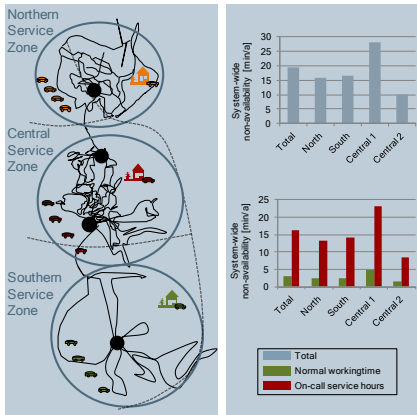 Northern
Service
Zone
Central
Service
Zone
Southern
Service
Zone
System-wide
non-availability [min/a]
30
25
20
15
10
5
0
Total
North
South
Central 1
Central 2
System-wide
non-availability [min/a]
25
20
15
10
5
0
Total
North
South
Central 1
Central 2
Total
Normal workingtime
On-call service hours